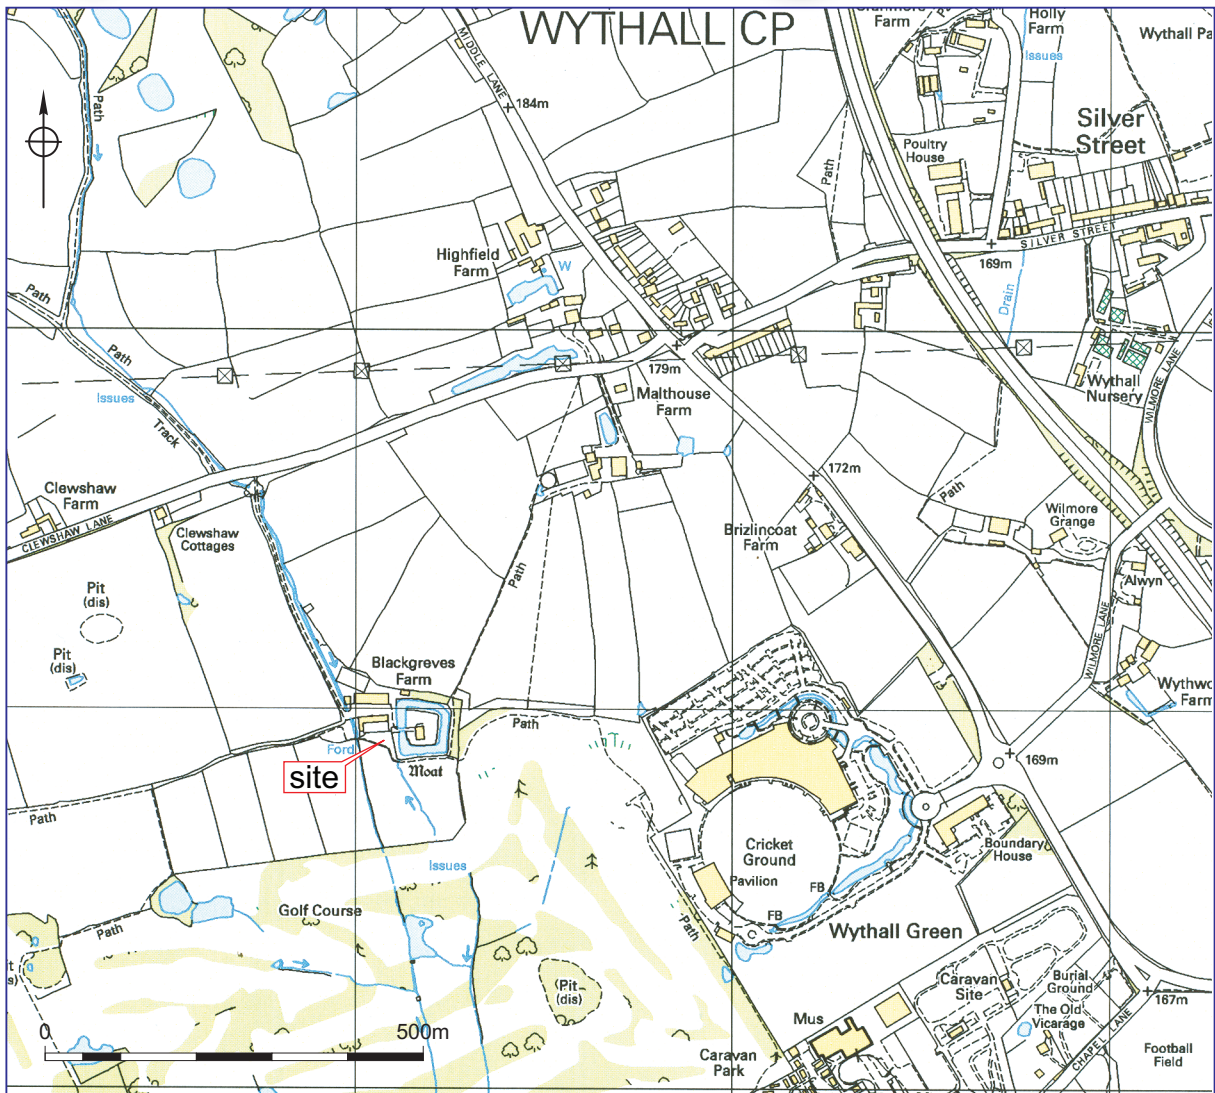 WYTHALL CP
Farm
Holly
Farm
Issues
Wythall Pa
MIDDLE LANE
184m
Path
Silver
Street
Poultry
House
Path
Highfield
Farm
W
SILVER STREET
169m
Drain
Path
Path
Issues
Track
179m
Malthouse
Farm
Wythall
Nursery
WILMORE LANE
172m
Path
Clewshaw
Farm
CLEWSHAW LANE
Clewshaw
Cottages
Brizlincoat
Farm
Wilmore
Grange
Alwyn
Path
Pit
(dis)
Pit
(dis)
WILMORE LANE
Blackgreves
Farm
Wythwo
Farm
Path
Ford
Moat
T
169m
site
Path
Cricket
Ground
Boundary
House
Issues
Pavilion
FB
Golf Course
FB
Path
Path
Wythall Green
Pit
(dis)
t
s)
Caravan
Site
Burial
Ground
167m
The Old
Vicarage
Mus
CHAPEL LANE
0
500m
Caravan
Park
Football
Field